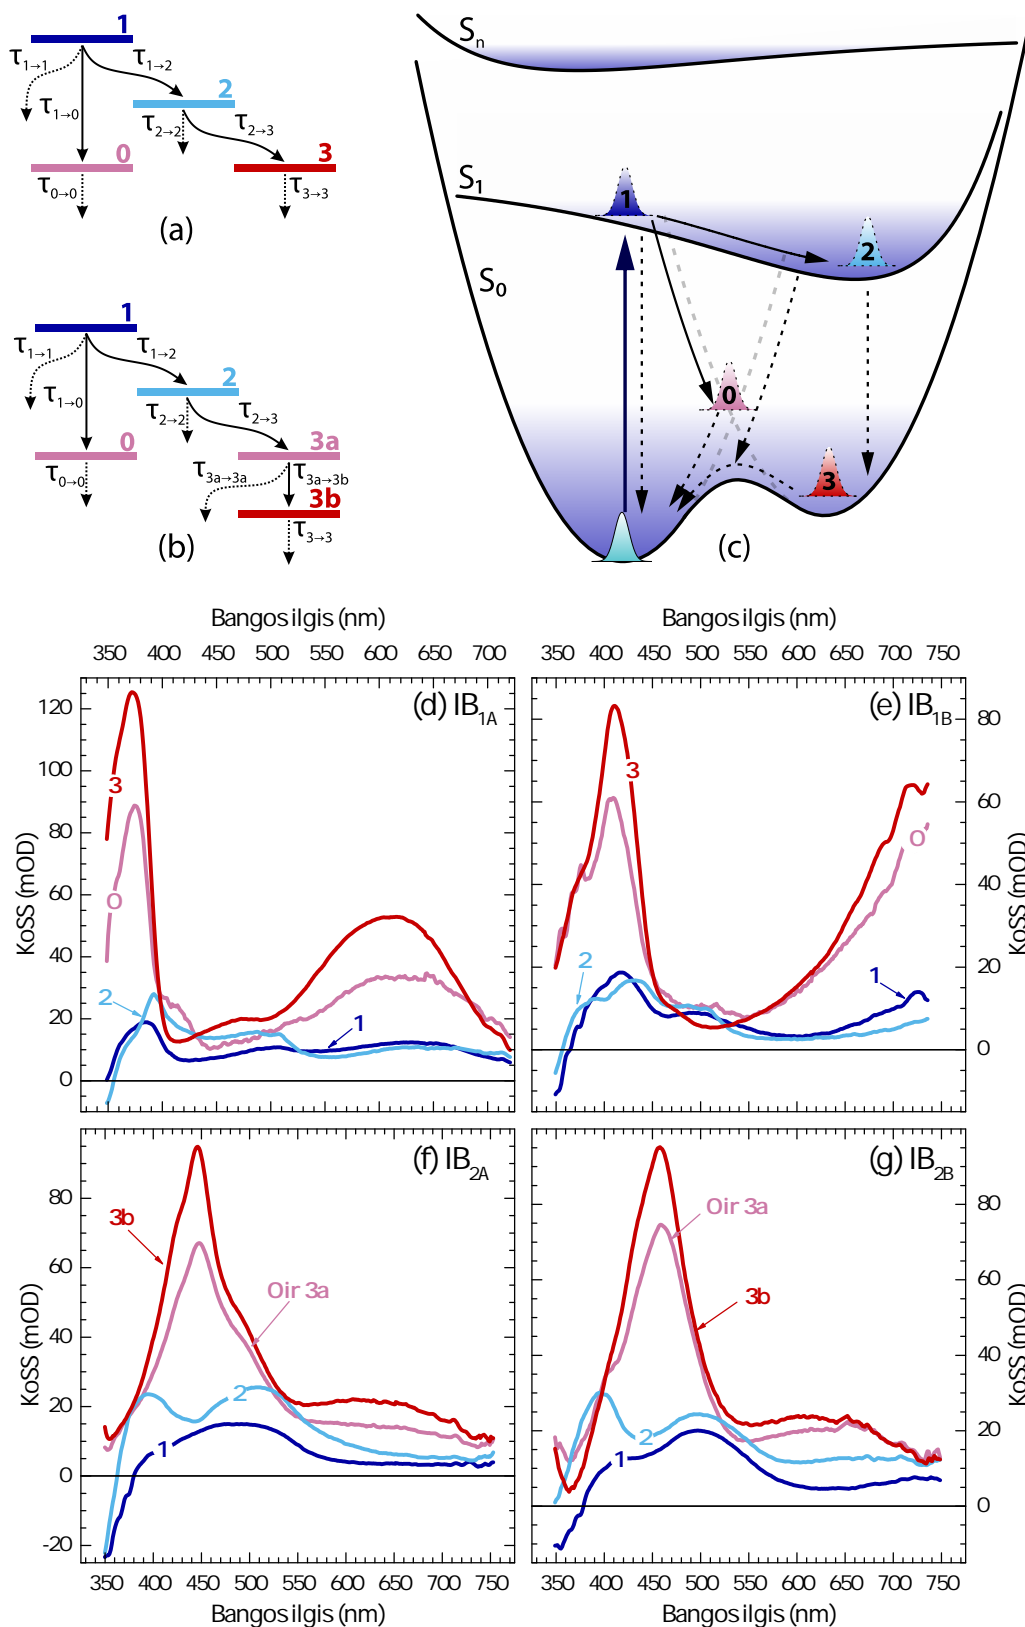 1
τ1→1
τ1→2
2
τ1→0
τ2→2
τ2→3
0
3
τ0→0
τ3→3
(a)
1
τ1→1
τ1→2
2
τ1→0
τ2→2
τ2→3
0
3a
τ0→0
τ3a→3a
τ3a→3b
3b
τ3→3
(b)
Sn
S1
S0
1
2
0
3
(c)
Bangos ilgis (nm)
350 400 450 500 550 600 650 700
Bangos ilgis (nm)
350 400 450 500 550 600 650 700 750
(d) IB1A
KoSS (mOD)
120
100
80
60
40
20
0
3
0
2
1
(e) IB1B
KoSS (mOD)
80
60
40
20
0
3
0
2
1
(f) IB2A
KoSS (mOD)
80
60
40
20
0
-20
3b
0 ir 3a
2
1
350 400 450 500 550 600 650 700 750
Bangos ilgis (nm)
(g) IB2B
KoSS (mOD)
80
60
40
20
0
0 ir 3a
3b
2
1
350 400 450 500 550 600 650 700 750
Bangos ilgis (nm)